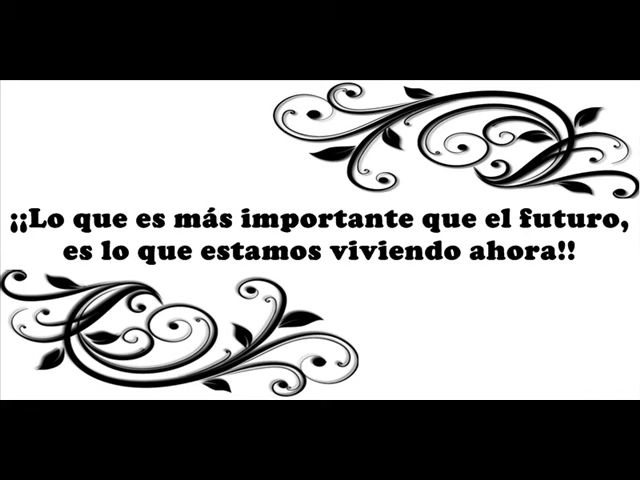 ¡¡Lo que es más importante que el futuro,
es lo que estamos viviendo ahora!!